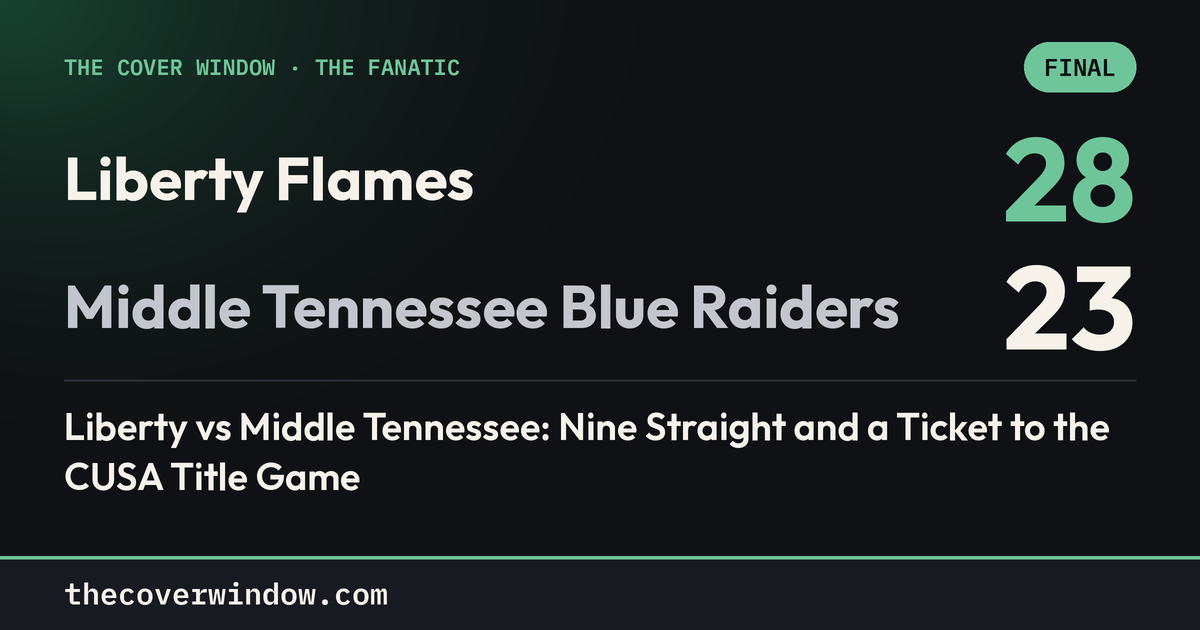 THE COVER WINDOW · THE FANATIC
FINAL
Liberty Flames 28
Middle Tennessee Blue Raiders 23
Liberty vs Middle Tennessee: Nine Straight and a Ticket to the
CUSA Title Game
thecoverwindow.com